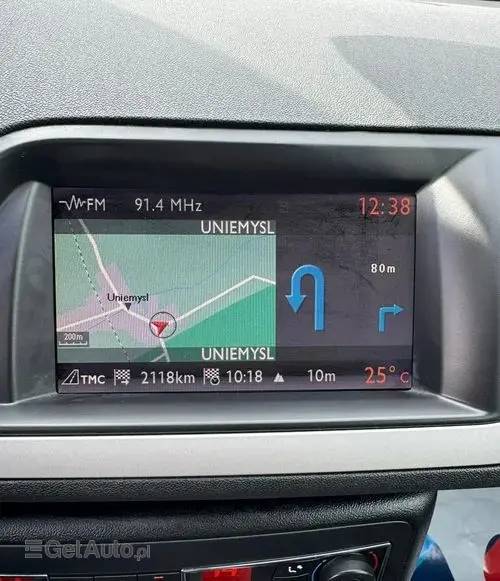 FM 91.4 MHz 12:38
UNIEMYSL
80m
Uniemysl
200m
UNIEMYSL
TMC 2118km 10:18 10m 25° C
GetAuto.pl